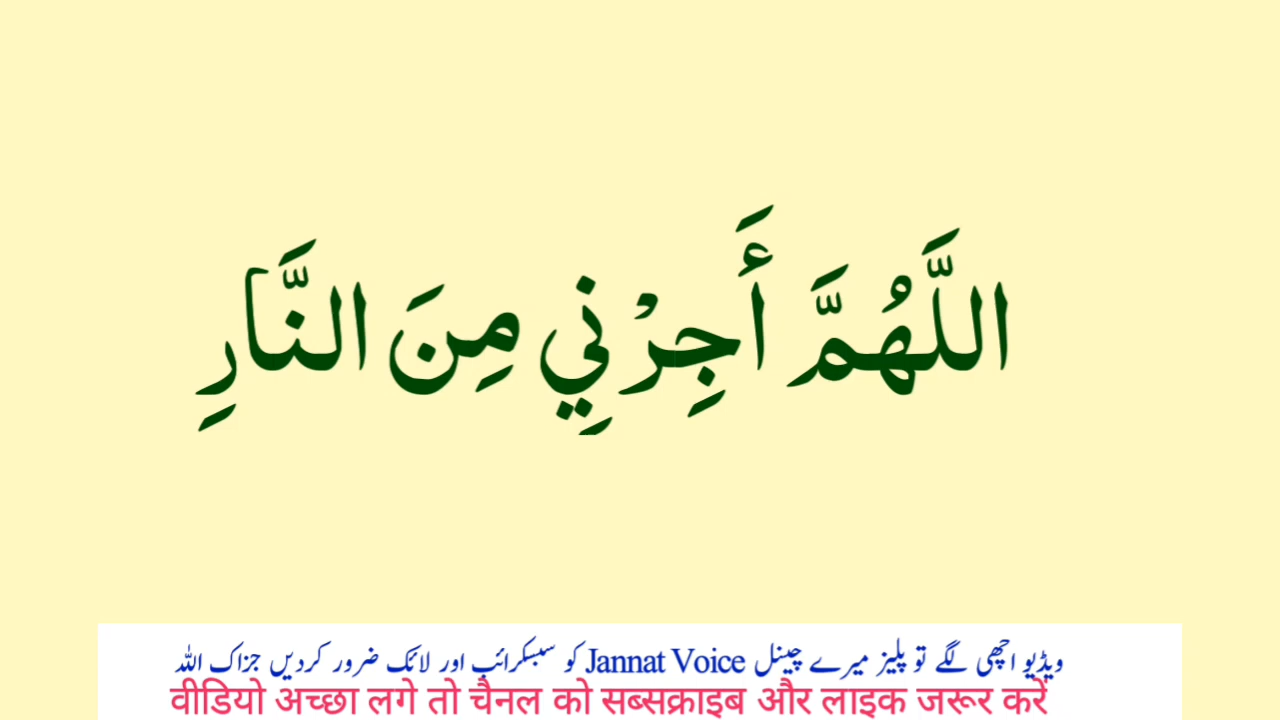 اللَّهُمَّ أَجِرْنِي مِنَ النَّارِ
ویڈیو اچھی لگے تو پلیز میرے چینل Jannat Voice کو سبسکرائب اور لائک ضرور کردیں جزاک اللہ
वीडियो अच्छा लगे तो चैनल को सब्सक्राइब और लाइक जरूर करें